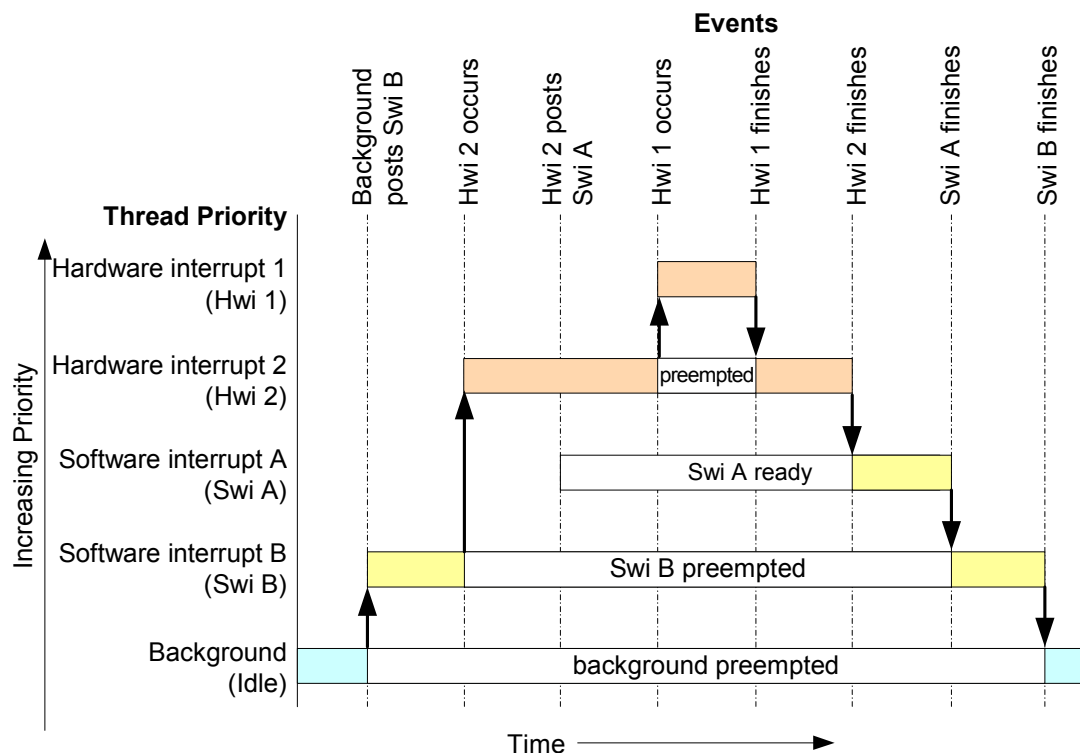 Events
Background
posts Swi B
Hwi 2 occurs
Hwi 2 posts
Swi A
Hwi 1 occurs
Hwi 1 finishes
Hwi 2 finishes
Swi A finishes
Swi B finishes
Thread Priority
Increasing Priority
Hardware interrupt 1
(Hwi 1)
Hardware interrupt 2
(Hwi 2)
preempted
Software interrupt A
(Swi A)
Swi A ready
Software interrupt B
(Swi B)
Swi B preempted
Background
(Idle)
background preempted
Time